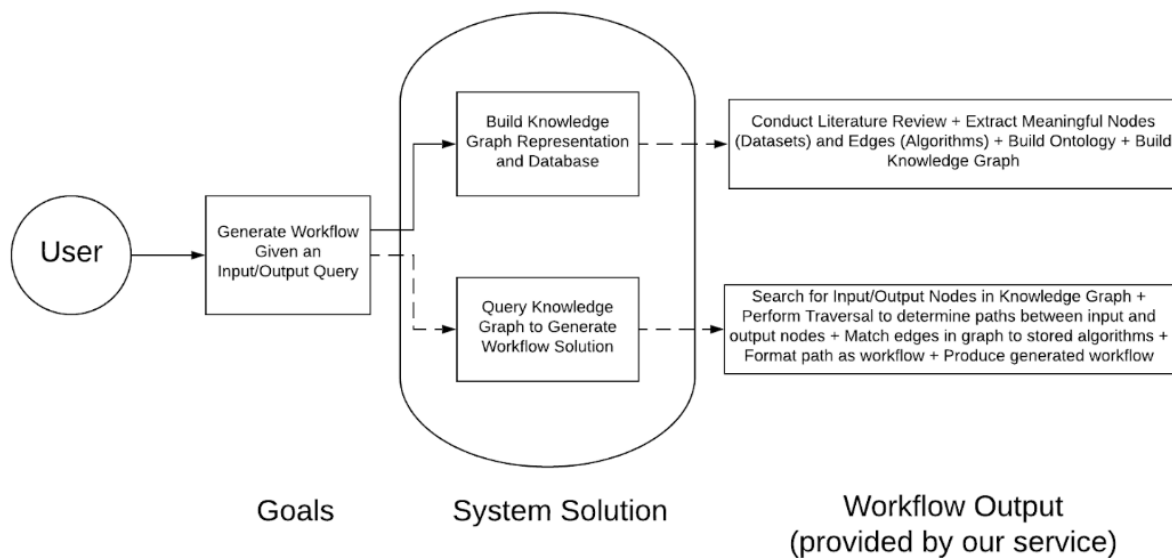 User
Generate Workflow
Given an
Input/Output Query
Build Knowledge
Graph Representation
and Database
Query Knowledge
Graph to Generate
Workflow Solution
Conduct Literature Review + Extract Meaningful Nodes
(Datasets) and Edges (Algorithms) + Build Ontology + Build
Knowledge Graph
Search for Input/Output Nodes in Knowledge Graph +
Perform Traversal to determine paths between input and
output nodes + Match edges in graph to stored algorithms +
Format path as workflow + Produce generated workflow
Goals
System Solution
Workflow Output
(provided by our service)